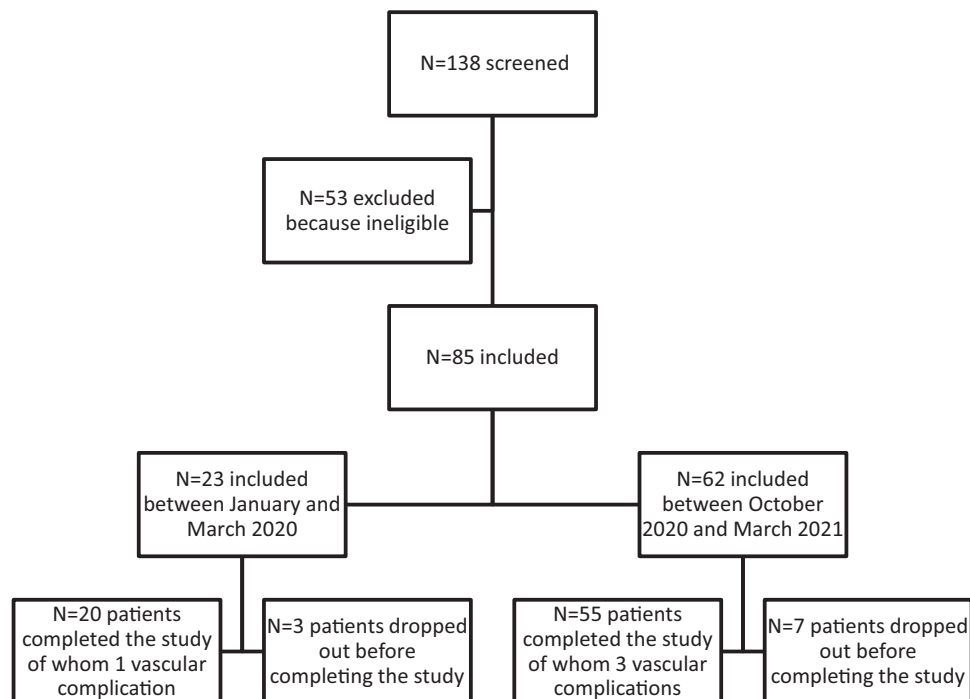 N=138 screened
N=53 excluded
because ineligible
N=85 included
N=23 included
between January and
March 2020
N=62 included
between October
2020 and March 2021
N=20 patients
completed the study
of whom 1 vascular
complication
N=3 patients dropped
out before
completing the study
N=55 patients
completed the study
of whom 3 vascular
complications
N=7 patients dropped
out before
completing the study